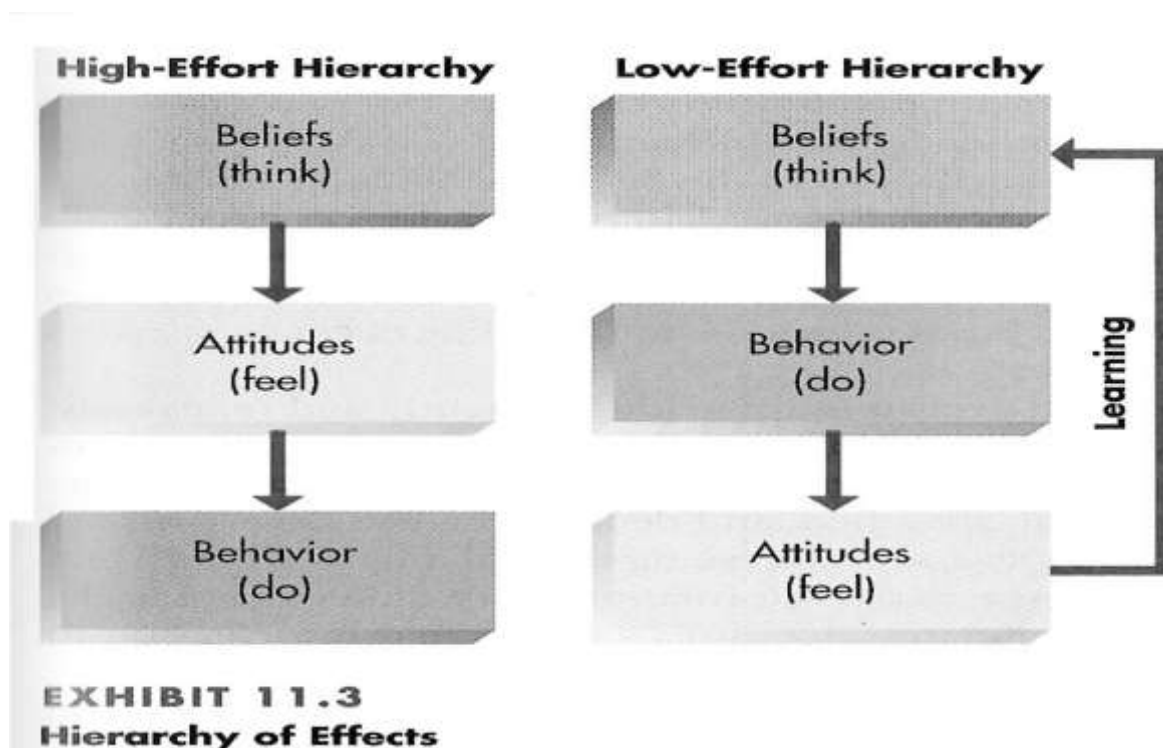 High-Effort Hierarchy
Beliefs
(think)
Attitudes
(feel)
Behavior
(do)
Low-Effort Hierarchy
Beliefs
(think)
Behavior
(do)
Attitudes
(feel)
Learning
EXHIBIT 11.3
Hierarchy of Effects